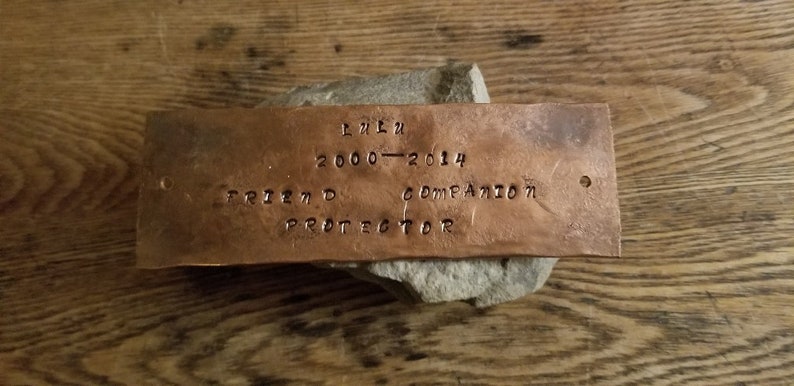 LULU
2000—2014
FRIEND COMPANION
PROTECTOR